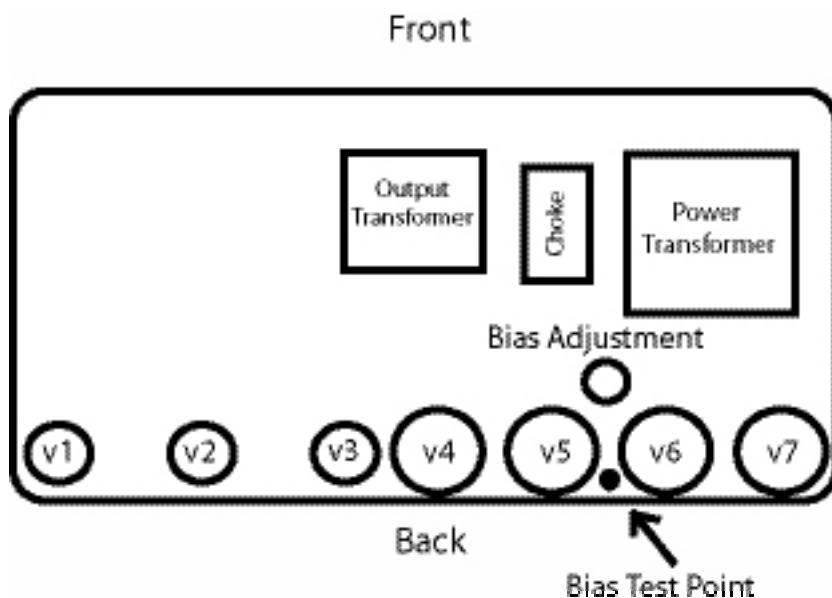 Front
Output
Transformer
Choke
Power
Transformer
Bias Adjustment
v1 v2 v3 v4 v5 v6 v7
Back
Bias Test Point